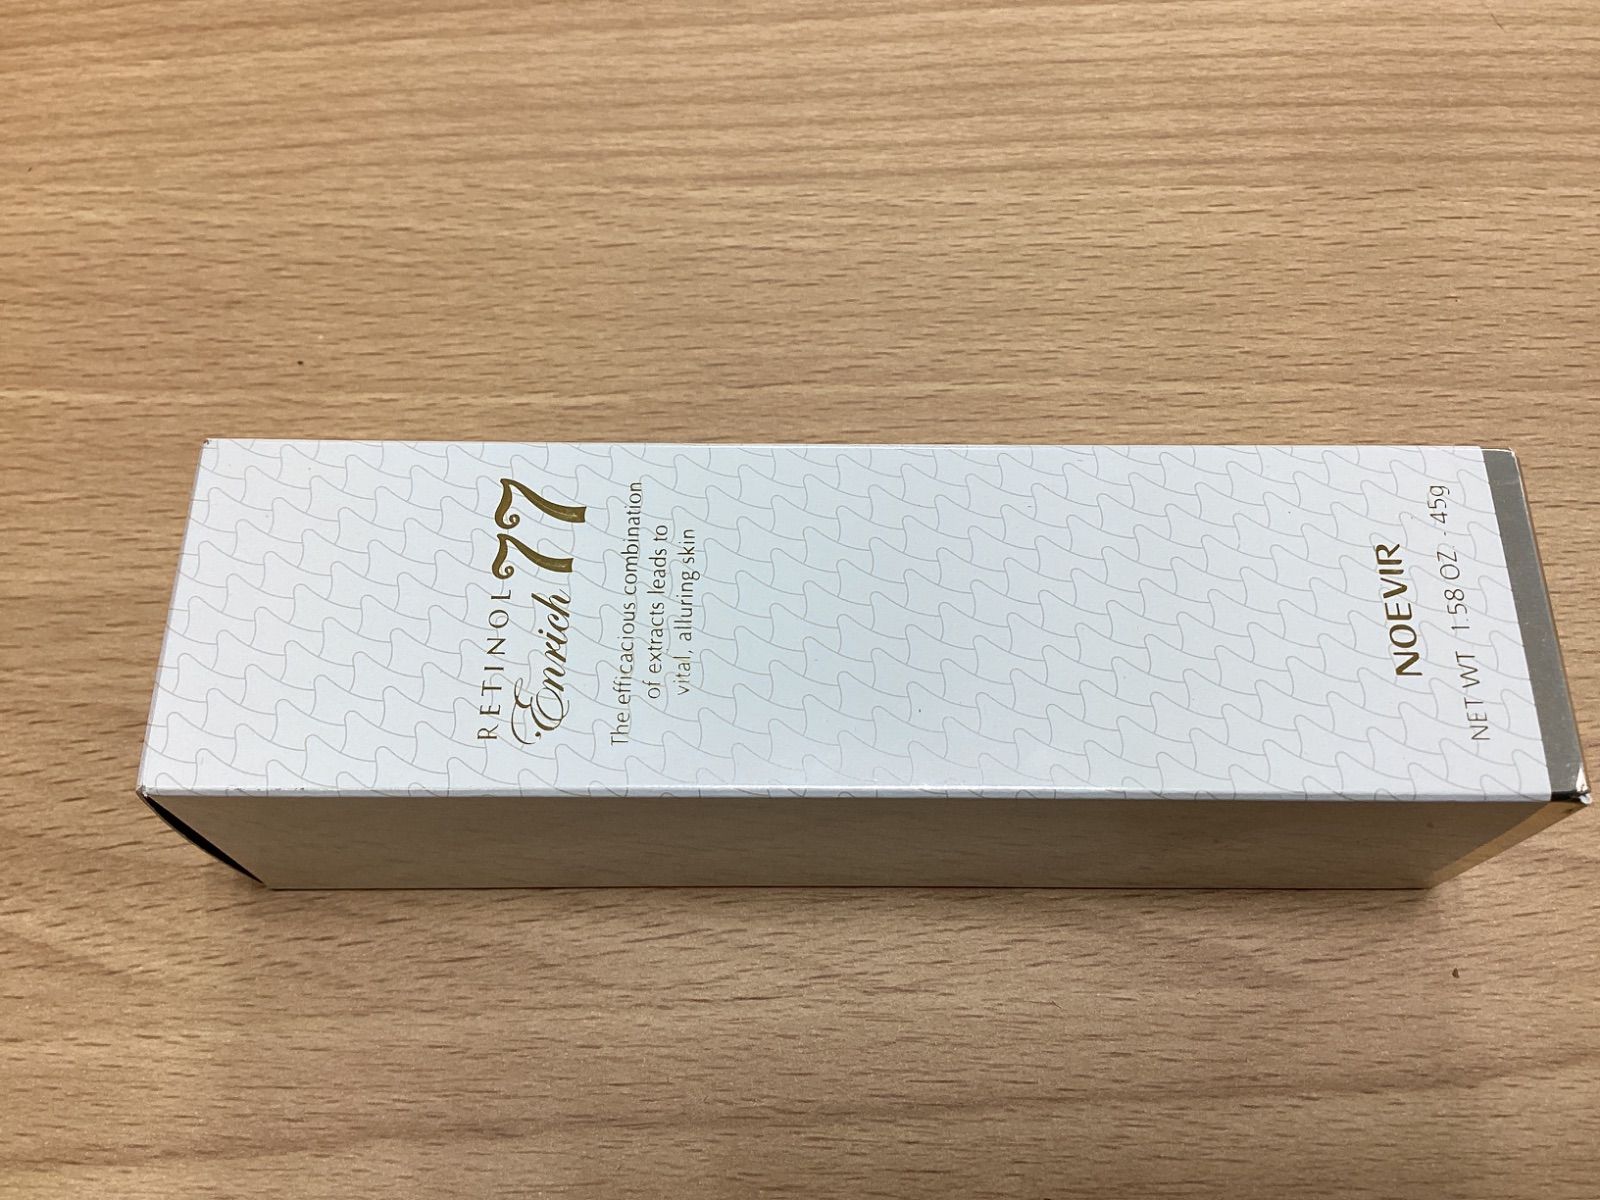 RETINOL
Enrich 77
The efficacious combination
of extracts leads to
vital, alluring skin
NOEVIR
NET WT 1.58 OZ. - 45g